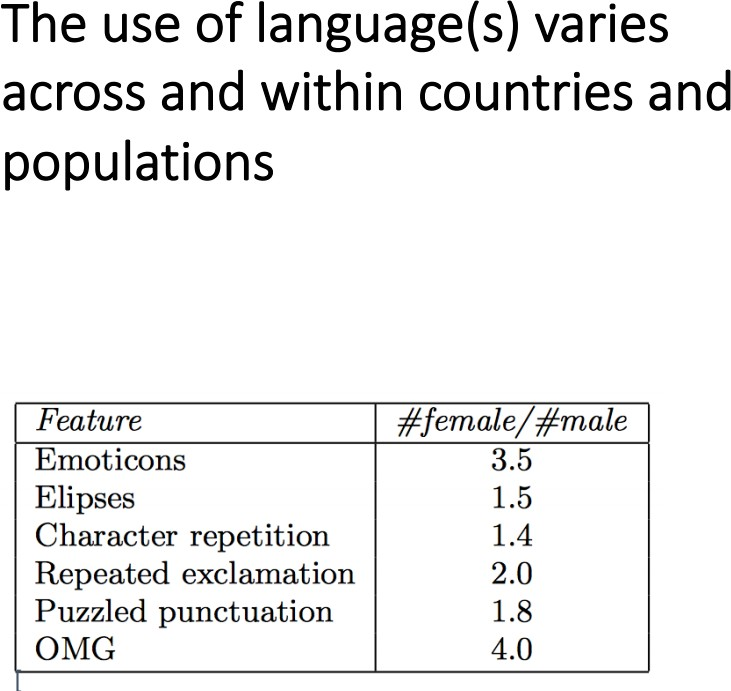 The use of language(s) varies
across and within countries and
populations
Feature #female/#male
Emoticons 3.5
Elipses 1.5
Character repetition 1.4
Repeated exclamation 2.0
Puzzled punctuation 1.8
OMG 4.0